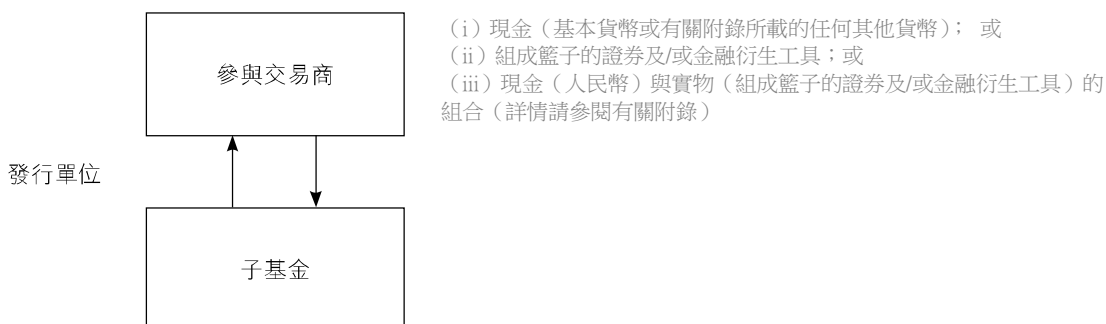 （i）現金（基本貨幣或有關附錄所載的任何其他貨幣）； 或
（ii）組成籃子的證券及/或金融衍生工具；或
（iii）現金（人民幣）與實物（組成籃子的證券及/或金融衍生工具）的
組合（詳情請參閱有關附錄）
參與交易商
發行單位
子基金